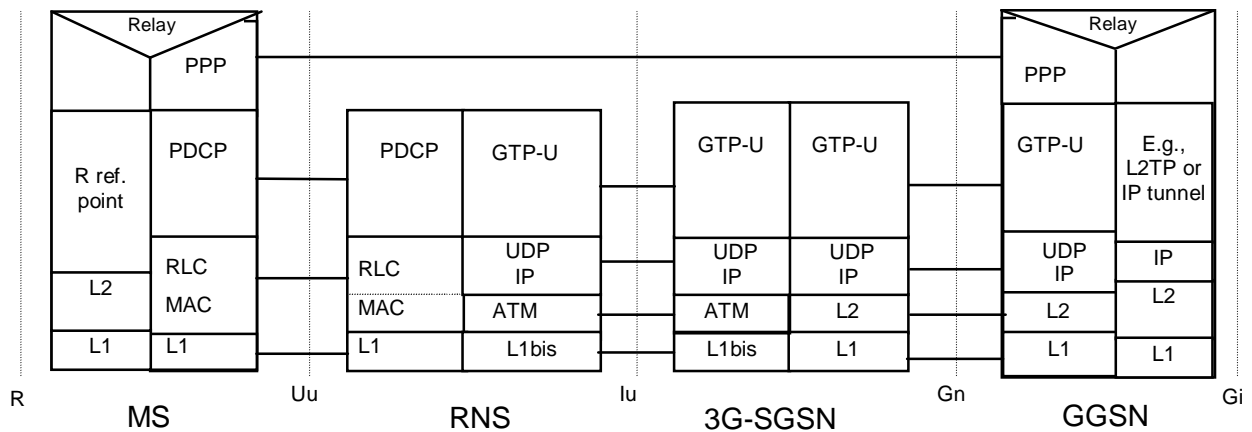 Relay
Relay
PPP
PPP
R ref.
point
PDCP
PDCP
GTP-U
GTP-U
GTP-U
GTP-U
E.g.,
L2TP or
IP tunnel
RLC
MAC
RLC
MAC
UDP
IP
UDP
IP
UDP
IP
UDP
IP
IP
L2
ATM
ATM
L2
L2
L2
L1
L1
L1
L1bis
L1bis
L1
L1
L1
R
Uu
Iu
Gn
Gi
MS
RNS
3G-SGSN
GGSN